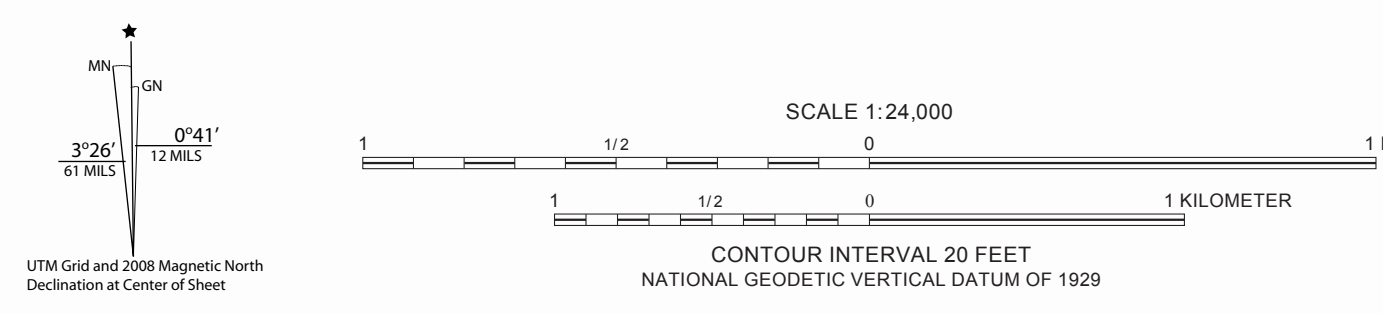 MN
GN
3°26′
61 MILS
0°41′
12 MILS
UTM Grid and 2008 Magnetic North
Declination at Center of Sheet
SCALE 1:24,000
1 1/2 0 1
1 1/2 0 1 KILOMETER
CONTOUR INTERVAL 20 FEET
NATIONAL GEODETIC VERTICAL DATUM OF 1929